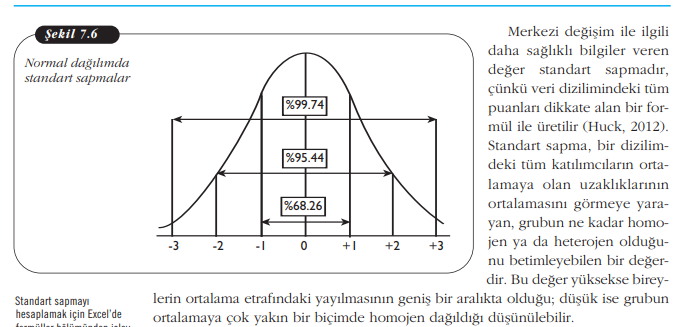 Şekil 7.6
Normal dağılımda
standart sapmalar
%99.74
%95.44
%68.26
-3 -2 -1 0 +1 +2 +3
Merkezi değişim ile ilgili
daha sağlıklı bilgiler veren
değer standart sapmadır,
çünkü veri dizilimindeki tüm
puanları dikkate alan bir for-
mül ile üretilir (Huck, 2012).
Standart sapma, bir dizilim-
deki tüm katılımcıların orta-
lamaya olan uzaklıklarının
ortalamasını görmeye yara-
yan, grubun ne kadar homo-
jen ya da heterojen olduğu-
nu betimleyebilen bir değer-
dir. Bu değer yüksekse birey-
lerin ortalama etrafındaki yayılmasının geniş bir aralıkta olduğu; düşük ise grubun
ortalamaya çok yakın bir biçimde homojen dağıldığı düşünülebilir.
Standart sapmayı
hesaplamak için Excel'de